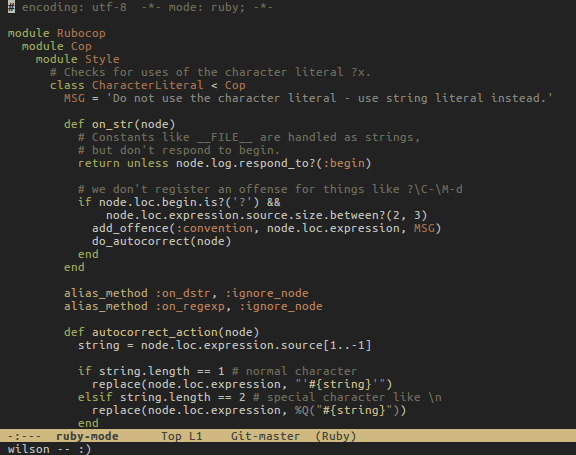 # encoding: utf-8  -*- mode: ruby; -*-

module Rubocop
  module Cop
    module Style
      # Checks for uses of the character literal ?x.
      class CharacterLiteral < Cop
        MSG = 'Do not use the character literal - use string literal instead.'

        def on_str(node)
          # Constants like __FILE__ are handled as strings,
          # but don't respond to begin.
          return unless node.log.respond_to?(:begin)

          # we don't register an offense for things like ?\C-\M-d
          if node.loc.begin.is?('?') &&
              node.loc.expression.source.size.between?(2, 3)
            add_offence(:convention, node.loc.expression, MSG)
            do_autocorrect(node)
          end
        end

        alias_method :on_dstr, :ignore_node
        alias_method :on_regexp, :ignore_node

        def autocorrect_action(node)
          string = node.loc.expression.source[1..-1]

          if string.length == 1 # normal character
            replace(node.loc.expression, "'#{string}'")
          elsif string.length == 2 # special character like \n
            replace(node.loc.expression, %Q("#{string}"))
          end
-:---  ruby-mode      Top L1    Git-master  (Ruby)
wilson -- :)